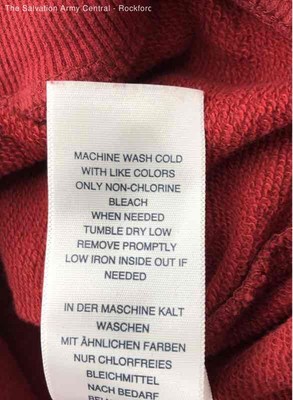 The Salvation Army Central - Rockford
MACHINE WASH COLD
WITH LIKE COLORS
ONLY NON-CHLORINE
BLEACH
WHEN NEEDED
TUMBLE DRY LOW
REMOVE PROMPTLY
LOW IRON INSIDE OUT IF
NEEDED
IN DER MASCHINE KALT
WASCHEN
MIT ÄHNLICHEN FARBEN
NUR CHLORFREIES
BLEICHMITTEL
NACH BEDARF